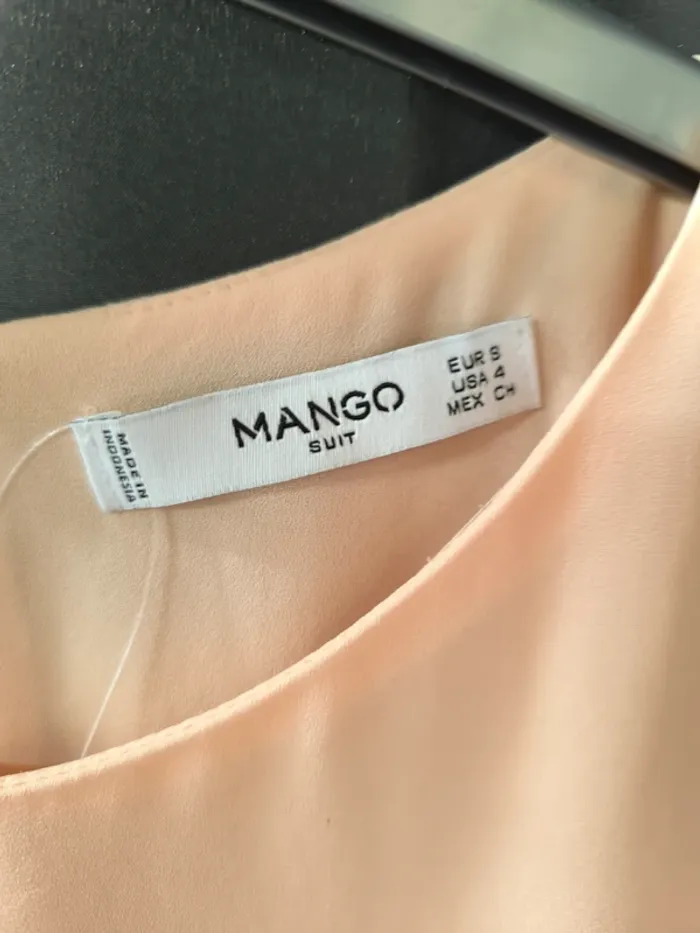 MANGO
SUIT
EUR S
USA 4
MEX CH
MADE IN
INDONESIA